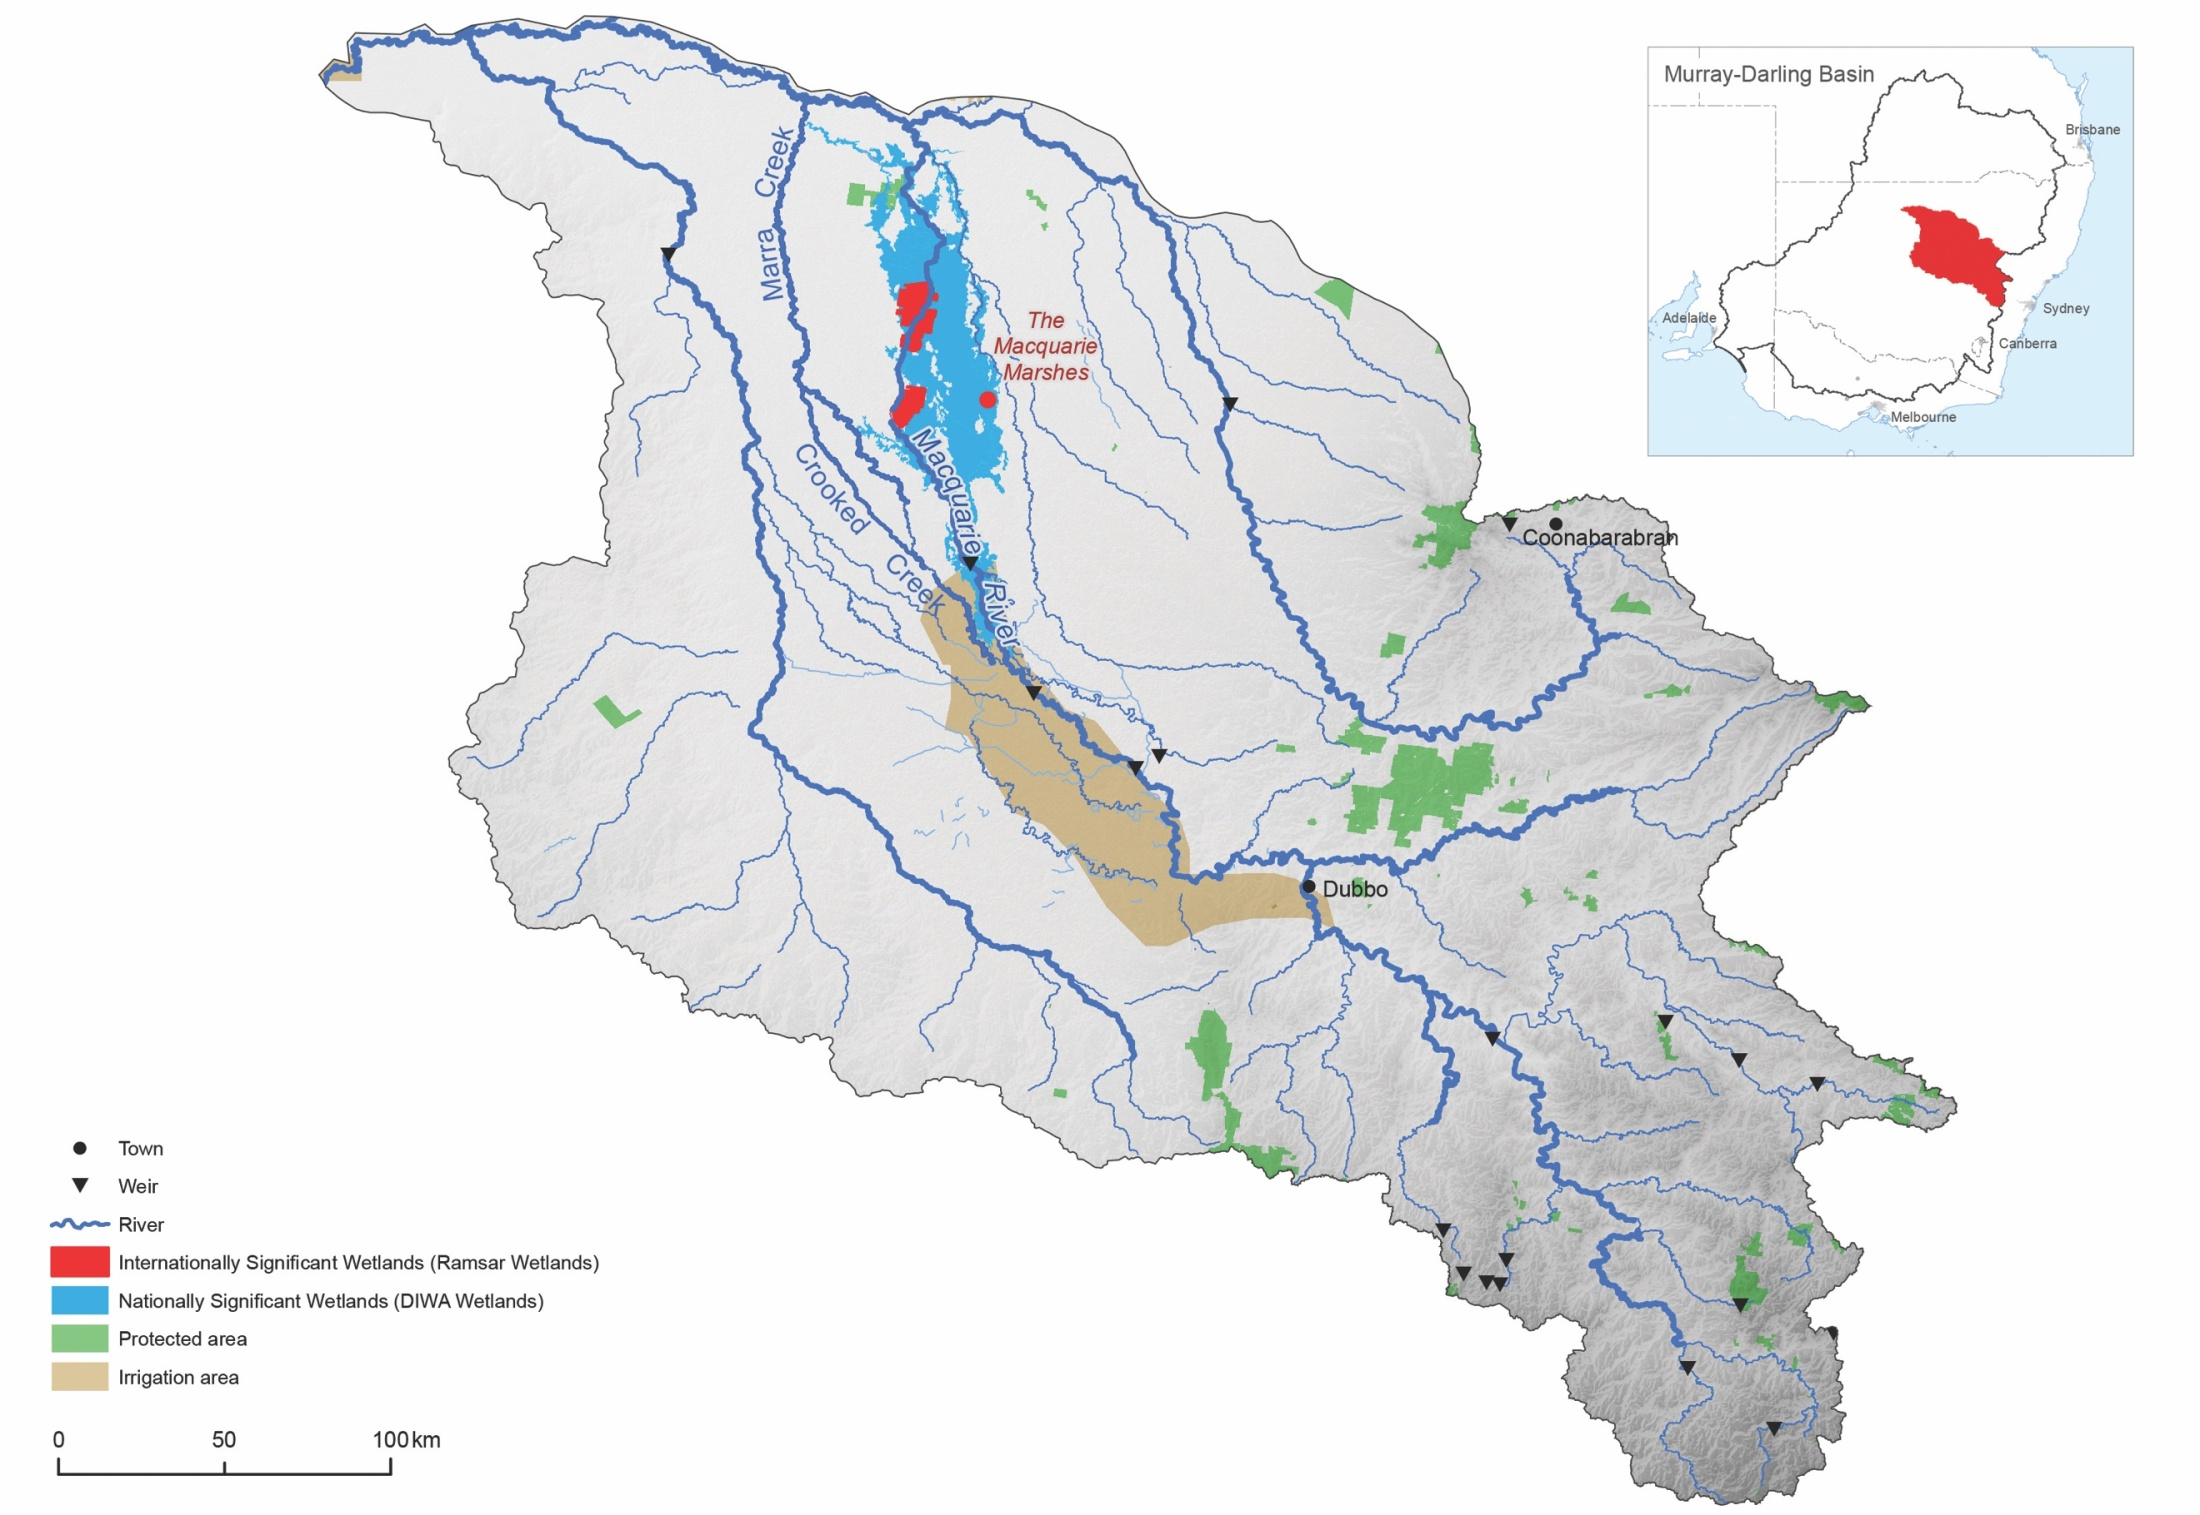 Murray-Darling Basin
Brisbane
Sydney
Adelaide
Canberra
Melbourne
Marra Creek
The
Macquarie
Marshes
Crooked Creek
Macquarie River
Coonabarabran
Dubbo
Town
Weir
River
Internationally Significant Wetlands (Ramsar Wetlands)
Nationally Significant Wetlands (DIWA Wetlands)
Protected area
Irrigation area
0 50 100 km